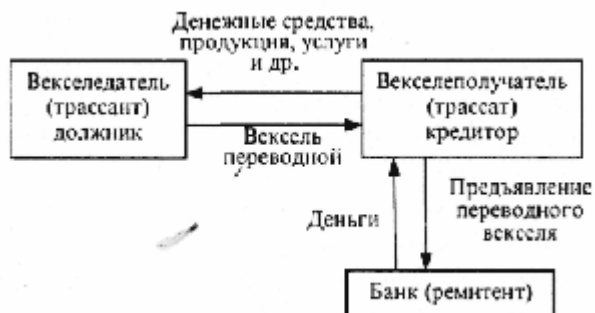 Денежные средства,
продукция, услуги
и др.
Векселедатель
(трассант)
должник
Векселеполучатель
(трассат)
кредитор
Вексель
переводной
Деньги
Предъявление
переводного
векселя
Банк (ремитент)